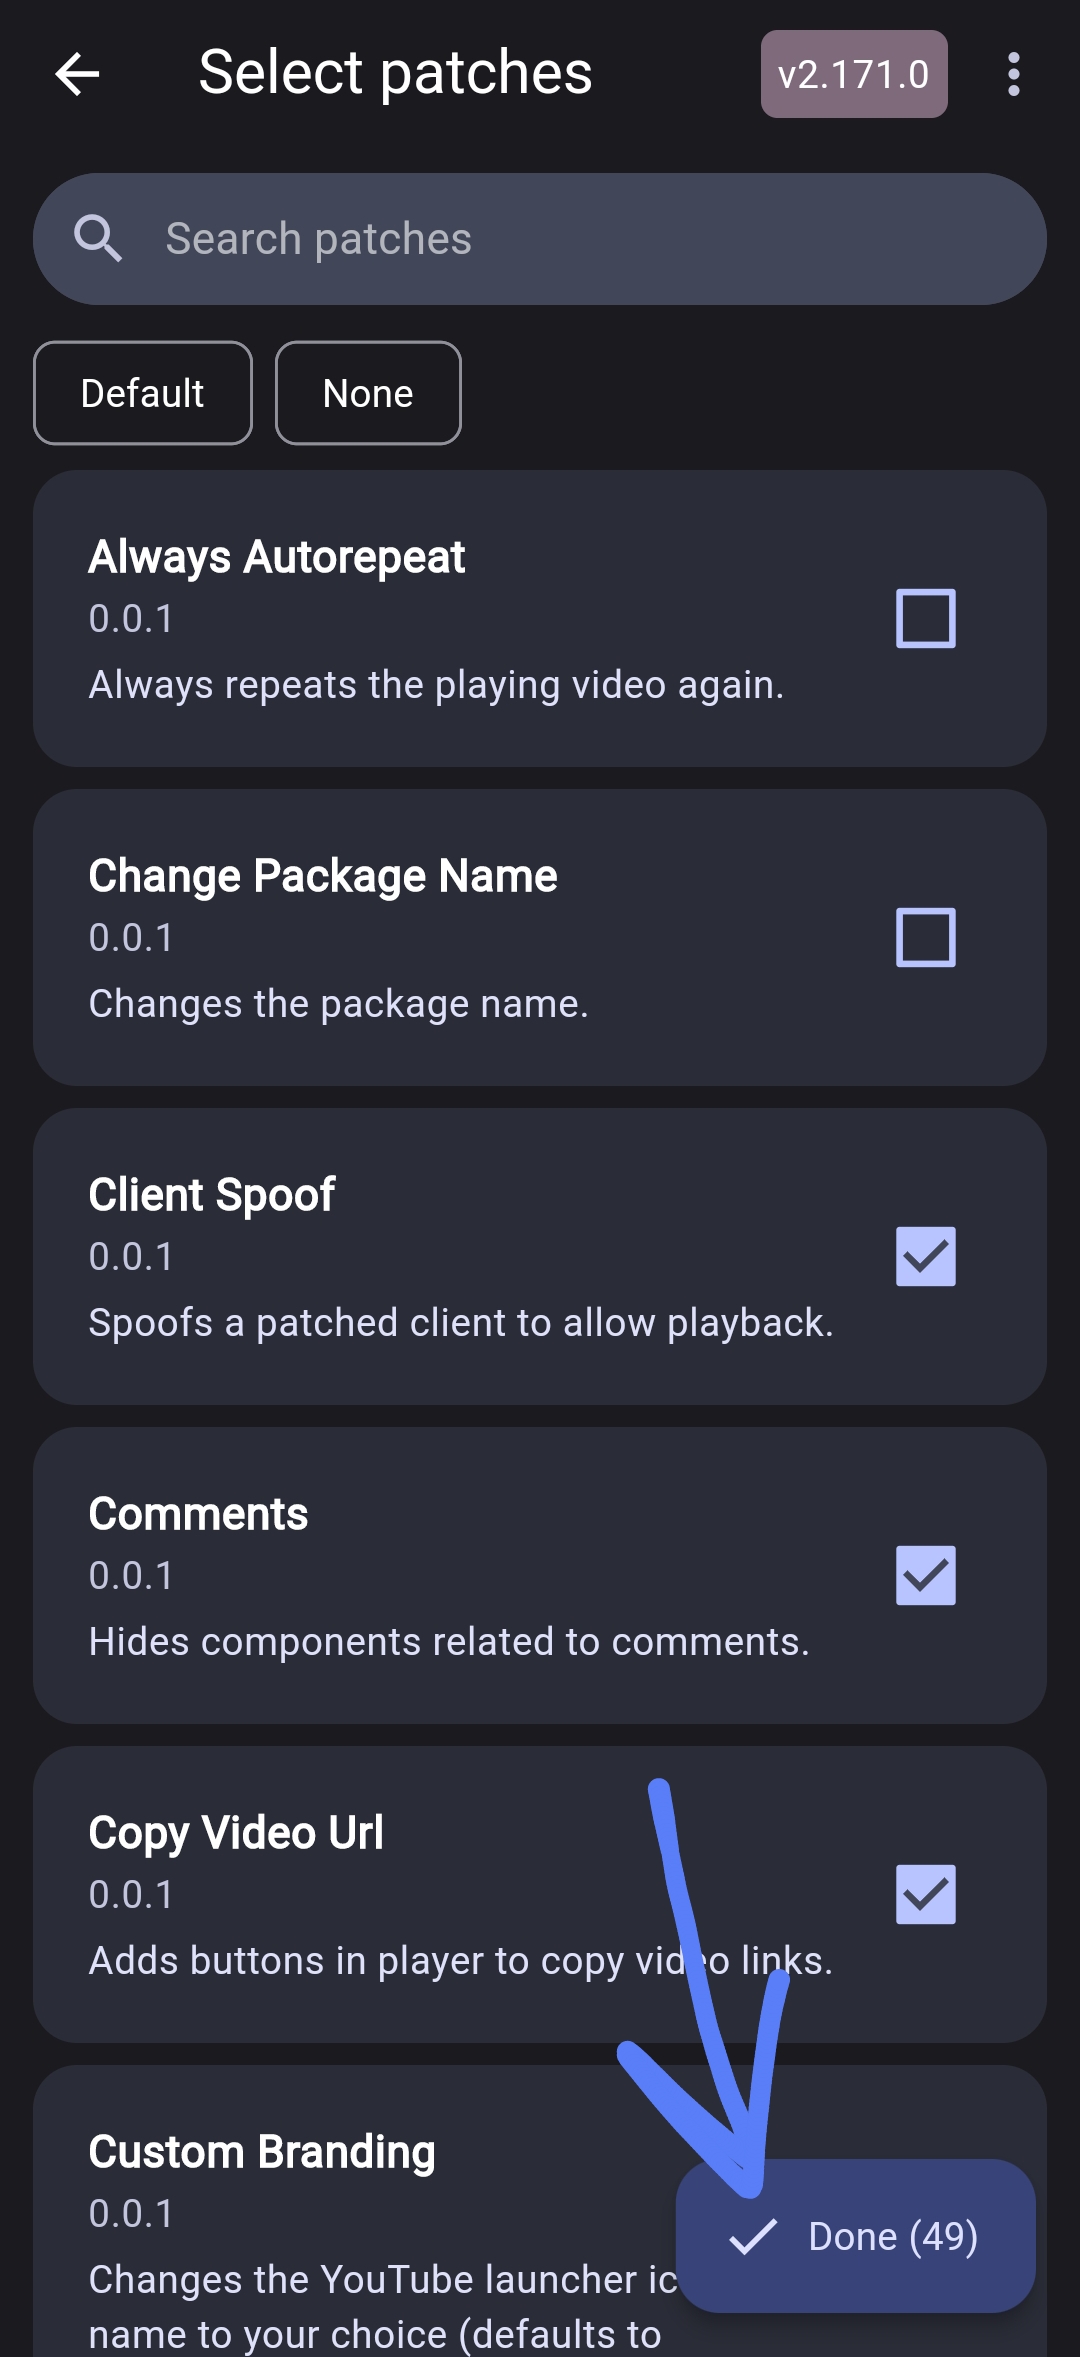 Select patches
v2.171.0
Search patches
Default
None
Always Autorepeat
0.0.1
Always repeats the playing video again.
Change Package Name
0.0.1
Changes the package name.
Client Spoof
0.0.1
Spoofs a patched client to allow playback.
Comments
0.0.1
Hides components related to comments.
Copy Video Url
0.0.1
Adds buttons in player to copy video links.
Custom Branding
0.0.1
Changes the YouTube launcher
name to your choice (defaults to
Done (49)